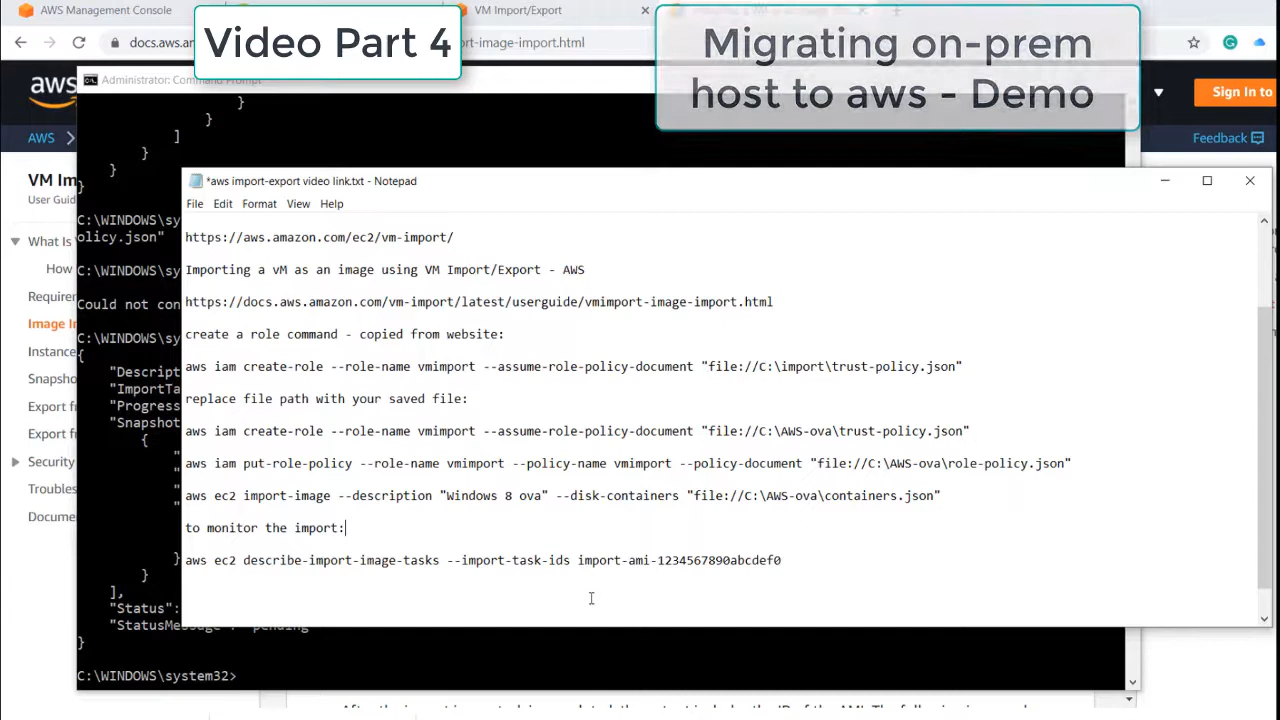 AWS Management Console
VM Import/Export
Video Part 4
Migrating on-prem
host to aws - Demo
docs.aws.am
ort-image-import.html
aws
Administrator: Command Prompt
Sign In to
AWS
Feedback
}
}
]
}
}
}
VM Im
User Guid
*aws import-export video link.txt - Notepad
File Edit Format View Help
C:\WINDOWS\sy
olicy.json"
https://aws.amazon.com/ec2/vm-import/
What Is
C:\WINDOWS\sy
Importing a vM as an image using VM Import/Export - AWS
How
Requirer
Could not con
https://docs.aws.amazon.com/vm-import/latest/userguide/vmimport-image-import.html
Image In
C:\WINDOWS\sy
create a role command - copied from website:
Instance
{
"Descript
aws iam create-role --role-name vmimport --assume-role-policy-document "file://C:\import\trust-policy.json"
Snapsho
"ImportTa
replace file path with your saved file:
Export f
"Progress
"Snapshot
aws iam create-role --role-name vmimport --assume-role-policy-document "file://C:\AWS-ova\trust-policy.json"
Export f
{
Security
aws iam put-role-policy --role-name vmimport --policy-name vmimport --policy-document "file://C:\AWS-ova\role-policy.json"
Troubles
aws ec2 import-image --description "Windows 8 ova" --disk-containers "file://C:\AWS-ova\containers.json"
Docume
to monitor the import:
}
aws ec2 describe-import-image-tasks --import-task-ids import-ami-1234567890abcdef0
}
],
"Status":
"StatusMessage": "pending
}
C:\WINDOWS\system32>